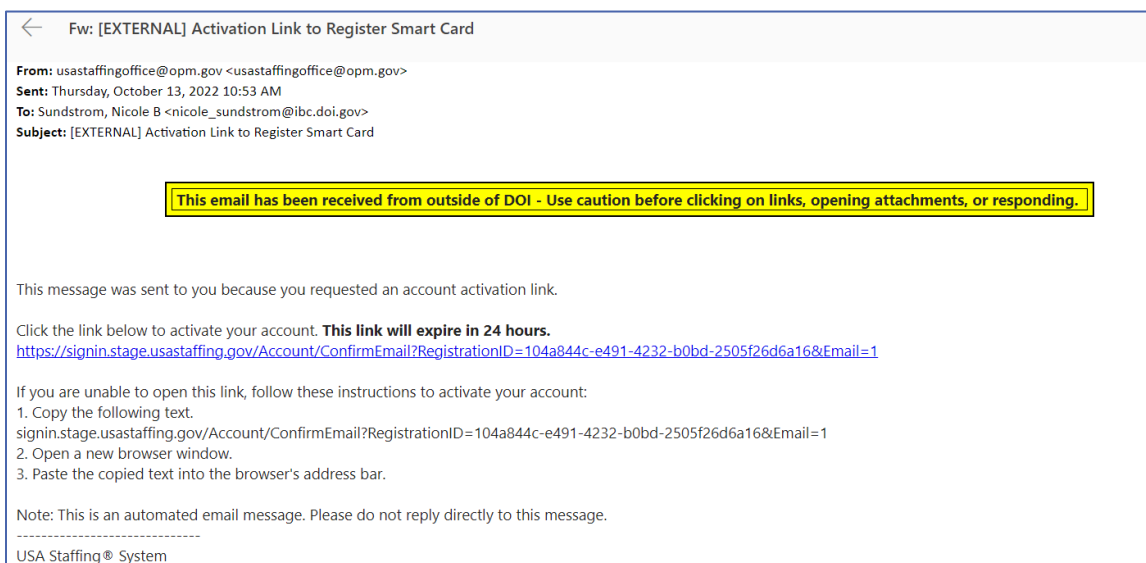 Fw: [EXTERNAL] Activation Link to Register Smart Card
From: usastaffingoffice@opm.gov <usastaffingoffice@opm.gov>
Sent: Thursday, October 13, 2022 10:53 AM
To: Sundstrom, Nicole B <nicole_sundstrom@ibc.doi.gov>
Subject: [EXTERNAL] Activation Link to Register Smart Card
This email has been received from outside of DOI - Use caution before clicking on links, opening attachments, or responding.
This message was sent to you because you requested an account activation link.
Click the link below to activate your account. This link will expire in 24 hours.
https://signin.stage.usastaffing.gov/Account/ConfirmEmail?RegistrationID=104a844c-e491-4232-b0bd-2505f26d6a16&Email=1
If you are unable to open this link, follow these instructions to activate your account:
1. Copy the following text.
signin.stage.usastaffing.gov/Account/ConfirmEmail?RegistrationID=104a844c-e491-4232-b0bd-2505f26d6a16&Email=1
2. Open a new browser window.
3. Paste the copied text into the browser's address bar.
Note: This is an automated email message. Please do not reply directly to this message.
------------------------------
USA Staffing® System